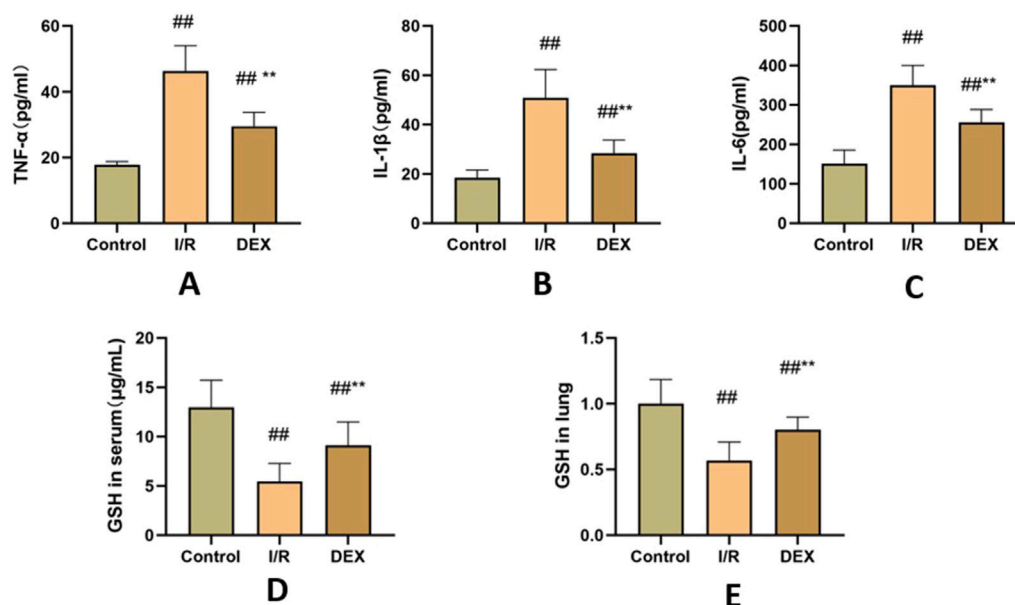 TNF-α(pg/ml)
60
40
20
0
##
## **
Control I/R DEX
A
IL-1β(pg/ml)
80
60
40
20
0
##
##**
Control I/R DEX
B
IL-6(pg/ml)
500
400
300
200
100
0
##
##**
Control I/R DEX
C
GSH in serum(μg/mL)
20
15
10
5
0
##
##**
Control I/R DEX
D
GSH in lung
1.5
1.0
0.5
0.0
##
##**
Control I/R DEX
E